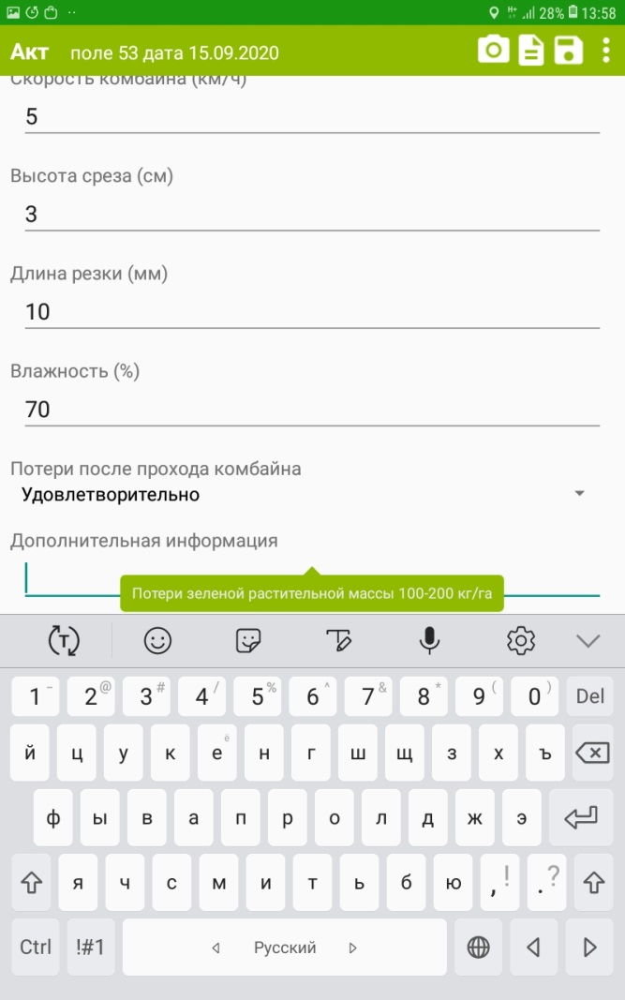 28% 13:58
Акт поле 53 дата 15.09.2020
Скорость комбайна (км/ч)
5
Высота среза (см)
3
Длина резки (мм)
10
Влажность (%)
70
Потери после прохода комбайна
Удовлетворительно
Дополнительная информация
Потери зеленой растительной массы 100-200 кг/га
1 - 2 @ 3 # 4 / 5 % 6 ^ 7 & 8 * 9 ( 0 ) Del
й ц у к е ё н г ш щ з х ъ
ф ы в а п р о л д ж э
я ч с м и т ь б ю , ! . ?
Ctrl !#1 Русский